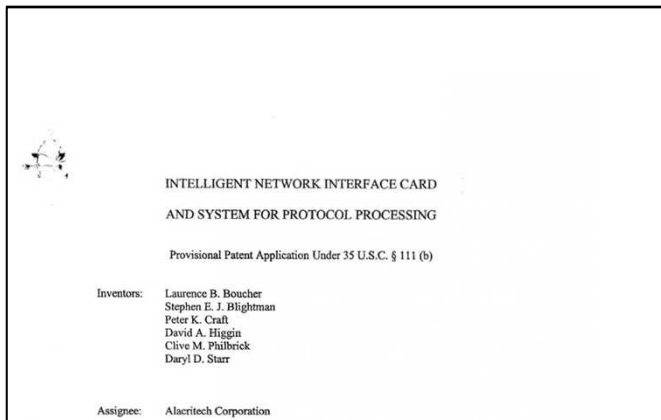 INTELLIGENT NETWORK INTERFACE CARD
AND SYSTEM FOR PROTOCOL PROCESSING
Provisional Patent Application Under 35 U.S.C. § 111 (b)
Inventors: Laurence B. Boucher
Stephen E. J. Blightman
Peter K. Craft
David A. Higgin
Clive M. Philbrick
Daryl D. Starr
Assignee: Alacritech Corporation